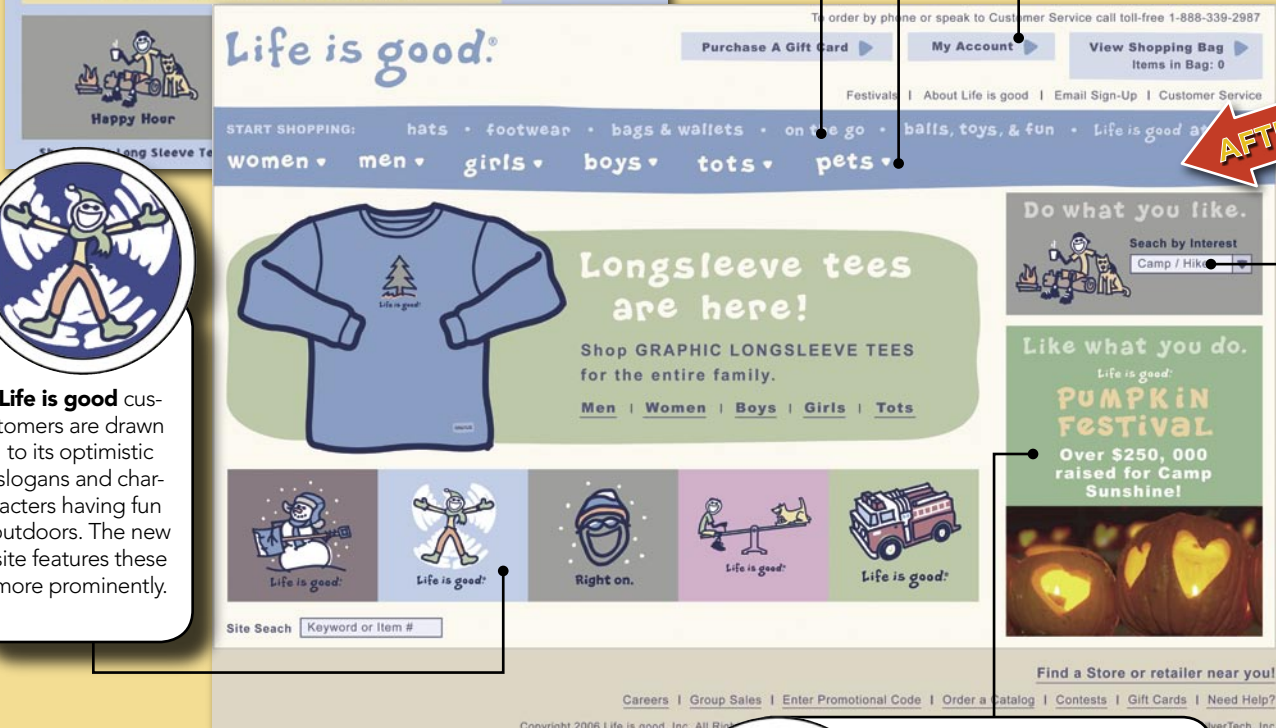 To order by phone or speak to Customer Service call toll-free 1-888-339-2987
Life is good.®
Purchase A Gift Card
My Account
View Shopping Bag
Items in Bag: 0
Festivals | About Life is good | Email Sign-Up | Customer Service
Happy Hour
Long Sleeve Te
START SHOPPING: hats • footwear • bags & wallets • on the go • balls, toys, & fun • Life is good at
women men girls boys tots pets
AFT
Do what you like.
Seach by Interest
Camp / Hike
Longsleeve tees
are here!
Shop GRAPHIC LONGSLEEVE TEES
for the entire family.
Men | Women | Boys | Girls | Tots
Life is good®
Like what you do.
Life is good®
PUMPKiN
FeSTiVaL
Over $250, 000
raised for Camp
Sunshine!
Life is good cus-
tomers are drawn
to its optimistic
slogans and char-
acters having fun
outdoors. The new
site features these
more prominently.
Life is good®
Life is good®
Right on.
Life is good®
Life is good®
Site Seach Keyword or Item #
Find a Store or retailer near you!
Careers | Group Sales | Enter Promotional Code | Order a Catalog | Contests | Gift Cards | Need Help?
Copyright 2006 Life is good, Inc. All Rig
ilverTech, Inc